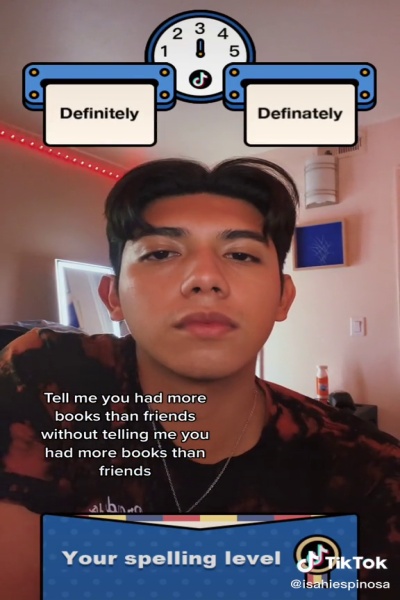 1 2 3 4 5
Definitely
Definately
Tell me you had more
books than friends
without telling me you
had more books than
friends
Your spelling level
TikTok
@isahiespinosa